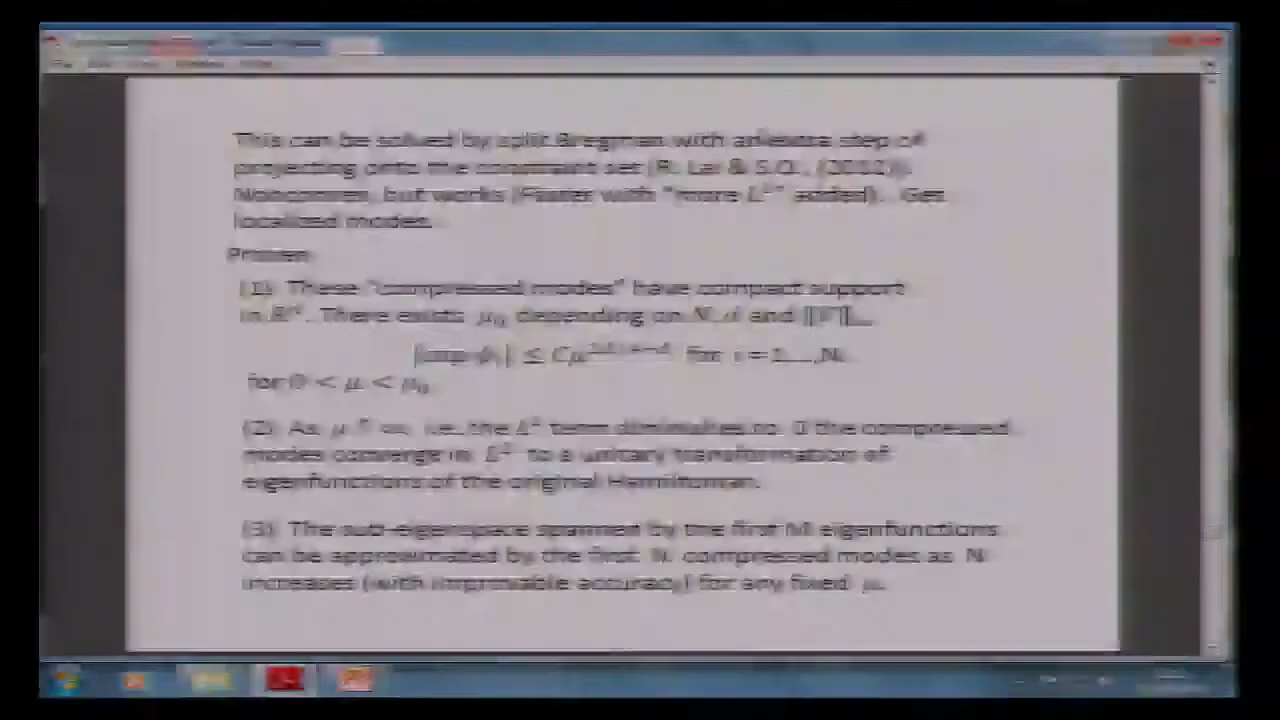 This can be solved by split Bregman with an extra step of
projecting onto the constraint set (R. Lai & S.O., (2012)).
Nonconvex, but works (Faster with "more L¹" added). Get
localized modes.
(1) These "compressed modes" have compact support
in Rᵈ. There exists μ₀ depending on N, d and
for i = 1,...,N
for 0 < μ < μ₀
(2) As μ ↑ ∞, i.e., the L¹ term diminishes to 0 the compressed
modes converge in L² to a unitary transformation of
eigenfunctions of the original Hamiltonian.
(3) The sub-eigenspace spanned by the first M eigenfunctions
can be approximated by the first N compressed modes as N
increases (with improvable accuracy) for any fixed μ.